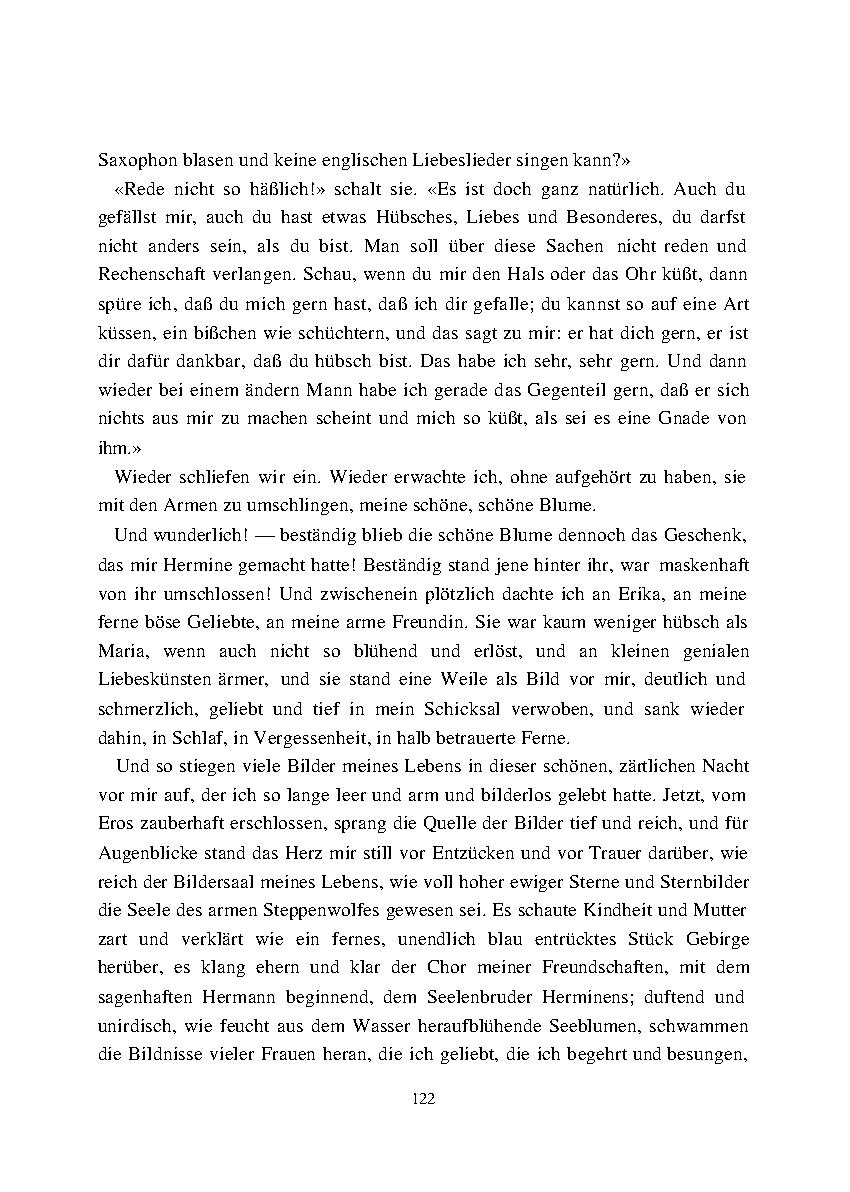 Saxophon blasen und keine englischen Liebeslieder singen kann?»
«Rede nicht so häßlich!» schalt sie. «Es ist doch ganz natürlich. Auch du
gefällst mir, auch du hast etwas Hübsches, Liebes und Besonderes, du darfst
nicht anders sein, als du bist. Man soll über diese Sachen nicht reden und
Rechenschaft verlangen. Schau, wenn du mir den Hals oder das Ohr küßt, dann
spüre ich, daß du mich gern hast, daß ich dir gefalle; du kannst so auf eine Art
küssen, ein bißchen wie schüchtern, und das sagt zu mir: er hat dich gern, er ist
dir dafür dankbar, daß du hübsch bist. Das habe ich sehr, sehr gern. Und dann
wieder bei einem ändern Mann habe ich gerade das Gegenteil gern, daß er sich
nichts aus mir zu machen scheint und mich so küßt, als sei es eine Gnade von
ihm.»
Wieder schliefen wir ein. Wieder erwachte ich, ohne aufgehört zu haben, sie
mit den Armen zu umschlingen, meine schöne, schöne Blume.
Und wunderlich! — beständig blieb die schöne Blume dennoch das Geschenk,
das mir Hermine gemacht hatte! Beständig stand jene hinter ihr, war maskenhaft
von ihr umschlossen! Und zwischenein plötzlich dachte ich an Erika, an meine
ferne böse Geliebte, an meine arme Freundin. Sie war kaum weniger hübsch als
Maria, wenn auch nicht so blühend und erlöst, und an kleinen genialen
Liebeskünsten ärmer, und sie stand eine Weile als Bild vor mir, deutlich und
schmerzlich, geliebt und tief in mein Schicksal verwoben, und sank wieder
dahin, in Schlaf, in Vergessenheit, in halb betrauerte Ferne.
Und so stiegen viele Bilder meines Lebens in dieser schönen, zärtlichen Nacht
vor mir auf, der ich so lange leer und arm und bilderlos gelebt hatte. Jetzt, vom
Eros zauberhaft erschlossen, sprang die Quelle der Bilder tief und reich, und für
Augenblicke stand das Herz mir still vor Entzücken und vor Trauer darüber, wie
reich der Bildersaal meines Lebens, wie voll hoher ewiger Sterne und Sternbilder
die Seele des armen Steppenwolfes gewesen sei. Es schaute Kindheit und Mutter
zart und verklärt wie ein fernes, unendlich blau entrücktes Stück Gebirge
herüber, es klang ehern und klar der Chor meiner Freundschaften, mit dem
sagenhaften Hermann beginnend, dem Seelenbruder Herminens; duftend und
unirdisch, wie feucht aus dem Wasser heraufblühende Seeblumen, schwammen
die Bildnisse vieler Frauen heran, die ich geliebt, die ich begehrt und besungen,
122